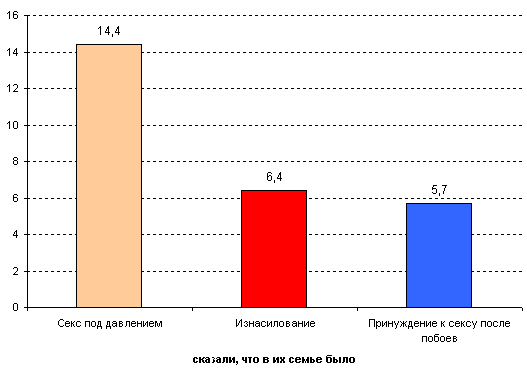 16
14
12
10
8
6
4
2
0
14,4
6,4
5,7
Секс под давлением
Изнасилование
Принуждение к сексу после
побоев
сказали, что в их семье было